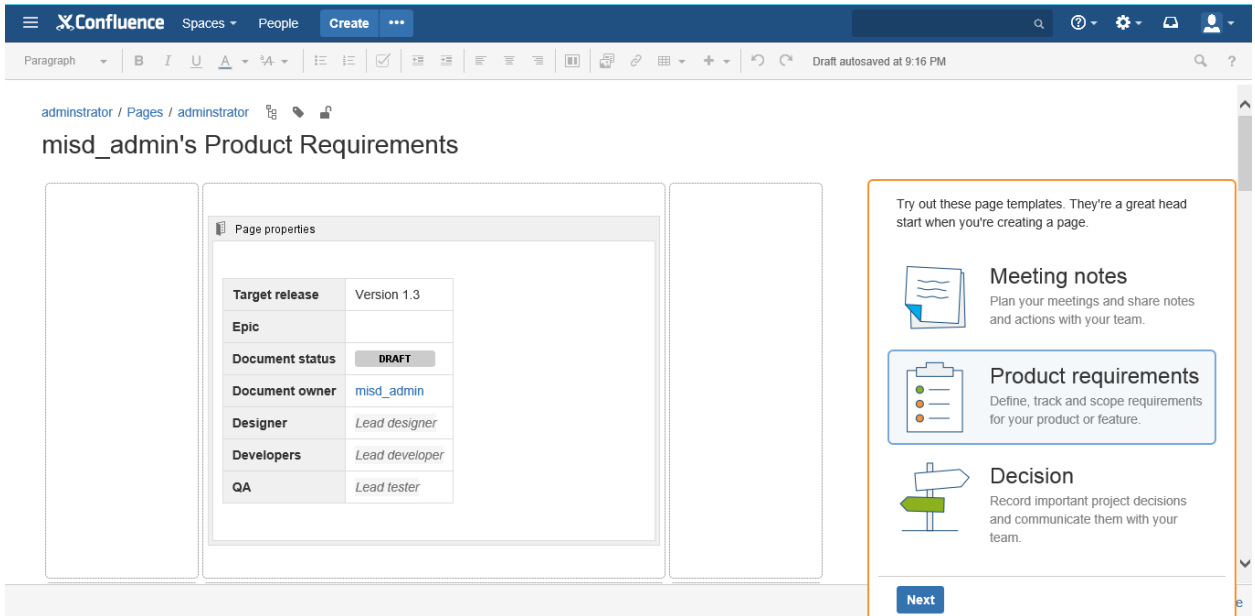 Confluence Spaces People Create •••
Paragraph B I U A Draft autosaved at 9:16 PM ?
adminstrator / Pages / adminstrator
misd_admin's Product Requirements
Page properties
Target release Version 1.3
Epic
Document status DRAFT
Document owner misd_admin
Designer Lead designer
Developers Lead developer
QA Lead tester
Try out these page templates. They're a great head
start when you're creating a page.
Meeting notes
Plan your meetings and share notes
and actions with your team.
Product requirements
Define, track and scope requirements
for your product or feature.
Decision
Record important project decisions
and communicate them with your
team.
Next